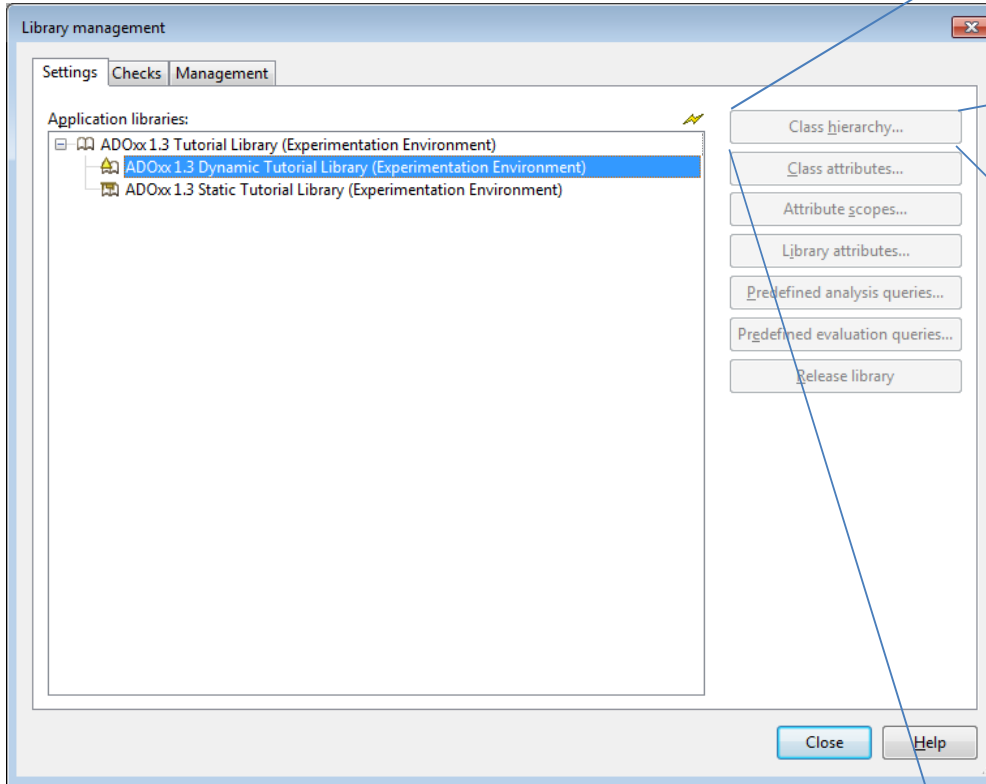 Library management
Settings Checks Management
Application libraries:
ADOxx 1.3 Tutorial Library (Experimentation Environment)
ADOxx 1.3 Dynamic Tutorial Library (Experimentation Environment)
ADOxx 1.3 Static Tutorial Library (Experimentation Environment)
Class hierarchy...
Class attributes...
Attribute scopes...
Library attributes...
Predefined analysis queries...
Predefined evaluation queries...
Release library
Close Help